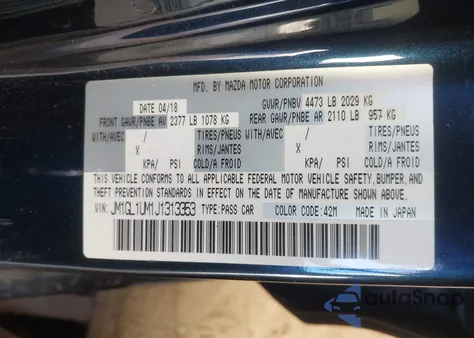 MFD. BY MAZDA MOTOR CORPORATION
DATE 04/18 GVWR/PNBV 4473 LB 2029 KG
FRONT GAWR/PNBE AV 2377 LB 1078 KG REAR GAWR/PNBE AR 2110 LB 957 KG
WITH/AVEC / TIRES/PNEUS WITH/AVEC / TIRES/PNEUS
X RIMS/JANTES X RIMS/JANTES
KPA/ PSI COLD/A FROID KPA/ PSI COLD/A FROID
THIS VEHICLE CONFORMS TO ALL APPLICABLE FEDERAL MOTOR VEHICLE SAFETY, BUMPER, AND
THEFT PREVENTION STANDARDS IN EFFECT ON THE DATE OF MANUFACTURE SHOWN ABOVE.
VIN: JM1GL1UM1J1313353 TYPE: PASS CAR COLOR CODE: 42M MADE IN JAPAN
autoSnap